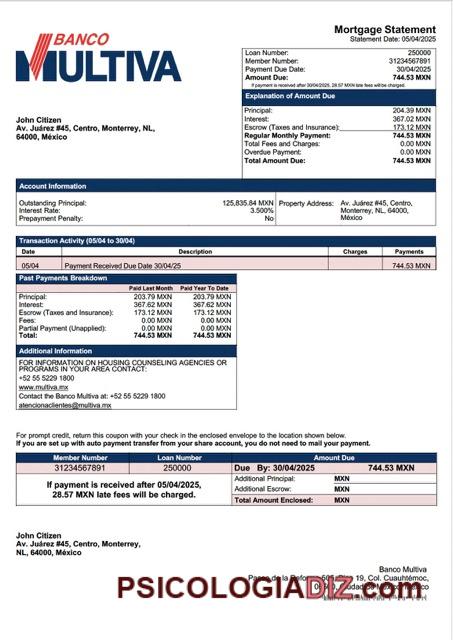 BANCO
MULTIVA
Mortgage Statement
Statement Date: 05/04/2025
Loan Number: 250000
Member Number: 31234567891
Payment Due Date: 30/04/2025
Amount Due: 744.53 MXN
If payment is received after 30/04/2025, 28.57 MXN late fees will be charged.
Explanation of Amount Due
Principal: 204.39 MXN
Interest: 367.02 MXN
Escrow (Taxes and Insurance): 173.12 MXN
Regular Monthly Payment: 744.53 MXN
Total Fees and Charges: 0.00 MXN
Overdue Payment: 0.00 MXN
Total Amount Due: 744.53 MXN
John Citizen
Av. Juárez #45, Centro, Monterrey, NL,
64000, México
Account Information
Outstanding Principal: 125,835.84 MXN
Interest Rate: 3.500%
Prepayment Penalty: No
Property Address: Av. Juárez #45, Centro,
Monterrey, NL, 64000,
México
Transaction Activity (05/04 to 30/04)
Date Description Charges Payments
05/04 Payment Received Due Date 30/04/25 744.53 MXN
Past Payments Breakdown
Paid Last Month Paid Year To Date
Principal: 203.79 MXN 203.79 MXN
Interest: 367.62 MXN 367.62 MXN
Escrow (Taxes and Insurance): 173.12 MXN 173.12 MXN
Fees: 0.00 MXN 0.00 MXN
Partial Payment (Unapplied): 0.00 MXN 0.00 MXN
Total: 744.53 MXN 744.53 MXN
Additional Information
FOR INFORMATION ON HOUSING COUNSELING AGENCIES OR
PROGRAMS IN YOUR AREA CONTACT:
+52 55 5229 1800
www.multiva.mx
Contact the Banco Multiva at: +52 55 5229 1800
atencionaclientes@multiva.mx
For prompt credit, return this coupon with your check in the enclosed envelope to the location shown below.
If you are set up with auto payment transfer from your share account, you do not need to mail your payment.
Member Number Loan Number Amount Due
31234567891 250000 Due By: 30/04/2025 744.53 MXN
If payment is received after 05/04/2025,
28.57 MXN late fees will be charged.
Additional Principal: MXN
Additional Escrow: MXN
Total Amount Enclosed: MXN
John Citizen
Av. Juárez #45, Centro, Monterrey,
NL, 64000, México
Banco Multiva
19, Col. Cuauhtémoc,
PSICOLOGIADIZ.com